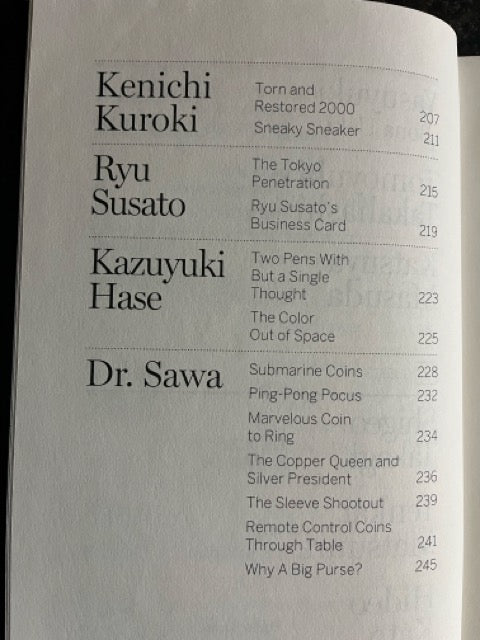 Kenichi
Kuroki
Torn and
Restored 2000 207
Sneaky Sneaker 211
Ryu
Susato
The Tokyo
Penetration 215
Ryu Susato's
Business Card 219
Kazuyuki
Hase
Two Pens With
But a Single
Thought 223
The Color
Out of Space 225
Dr. Sawa
Submarine Coins 228
Ping-Pong Pocus 232
Marvelous Coin
to Ring 234
The Copper Queen and
Silver President 236
The Sleeve Shootout 239
Remote Control Coins
Through Table 241
Why A Big Purse? 245